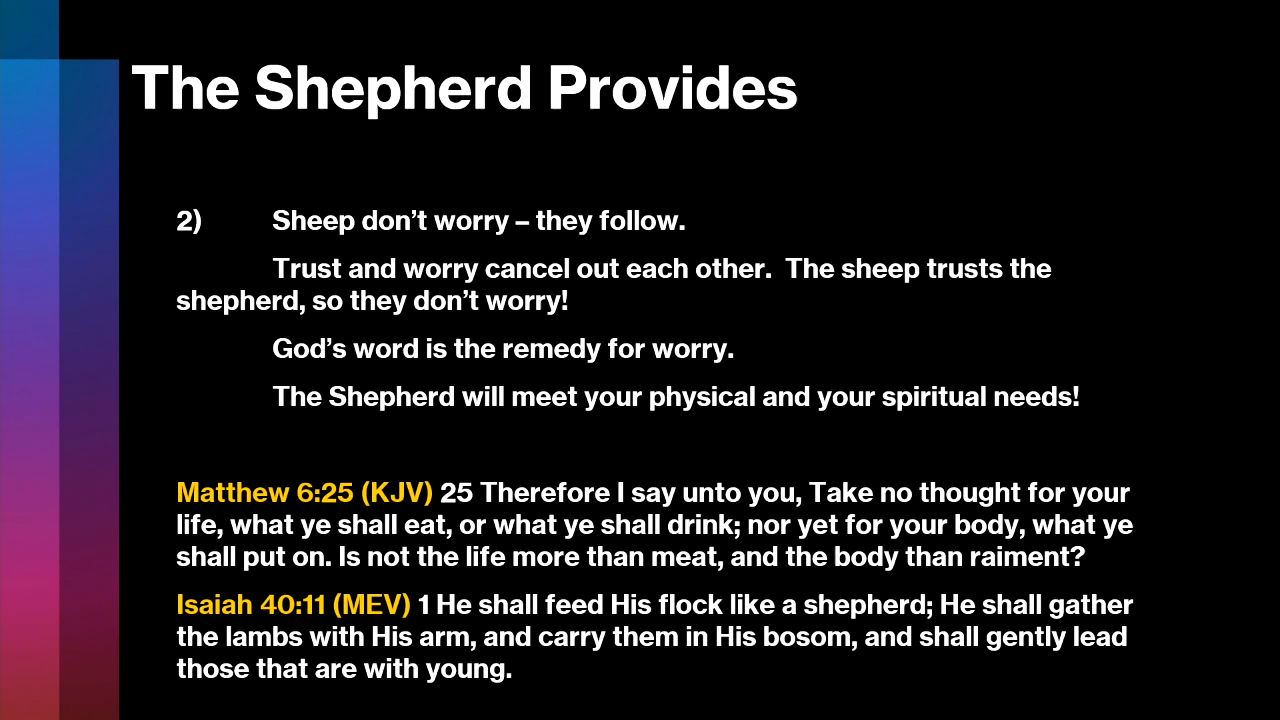 The Shepherd Provides
2) Sheep don’t worry – they follow.
Trust and worry cancel out each other.  The sheep trusts the
shepherd, so they don’t worry!
God’s word is the remedy for worry.
The Shepherd will meet your physical and your spiritual needs!
Matthew 6:25 (KJV) 25 Therefore I say unto you, Take no thought for your
life, what ye shall eat, or what ye shall drink; nor yet for your body, what ye
shall put on. Is not the life more than meat, and the body than raiment?
Isaiah 40:11 (MEV) 1 He shall feed His flock like a shepherd; He shall gather
the lambs with His arm, and carry them in His bosom, and shall gently lead
those that are with young.